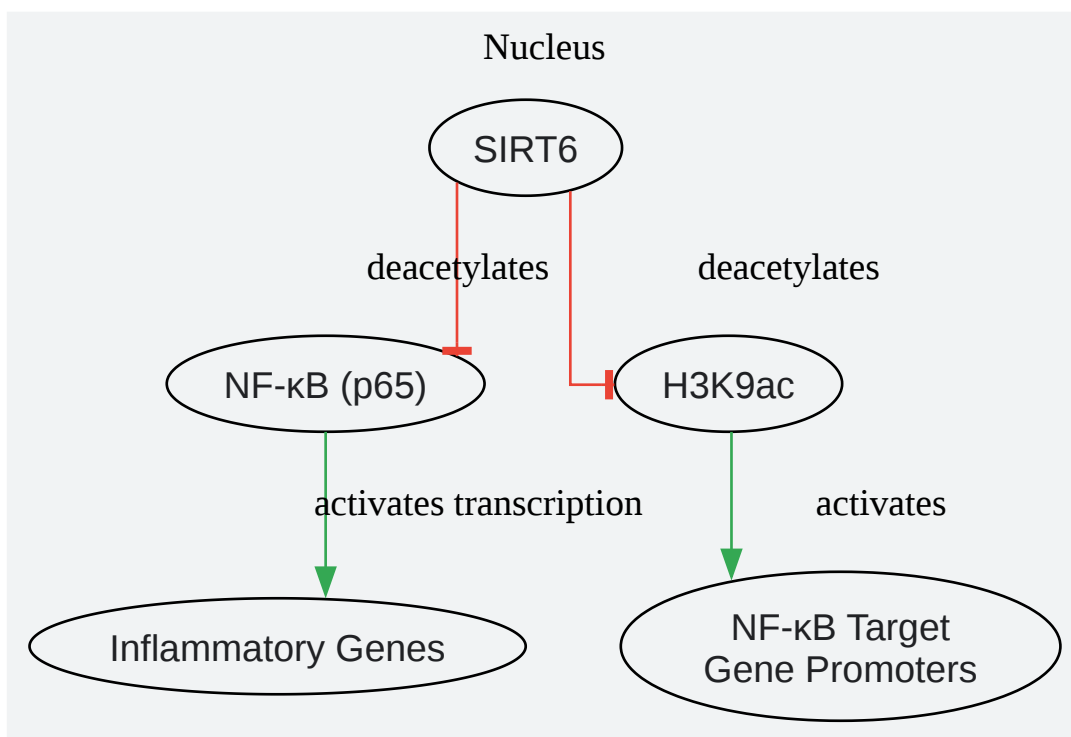 Nucleus
SIRT6
deacetylates
deacetylates
NF-κB (p65)
H3K9ac
activates transcription
activates
Inflammatory Genes
NF-κB Target
Gene Promoters